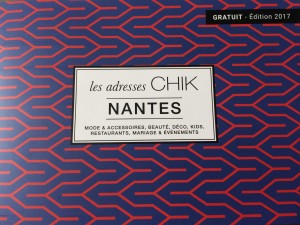 GRATUIT - Édition 2017
les adresses CHIK
NANTES
MODE & ACCESSOIRES, BEAUTÉ, DÉCO, KIDS,
RESTAURANTS, MARIAGE & ÉVÉNEMENTS